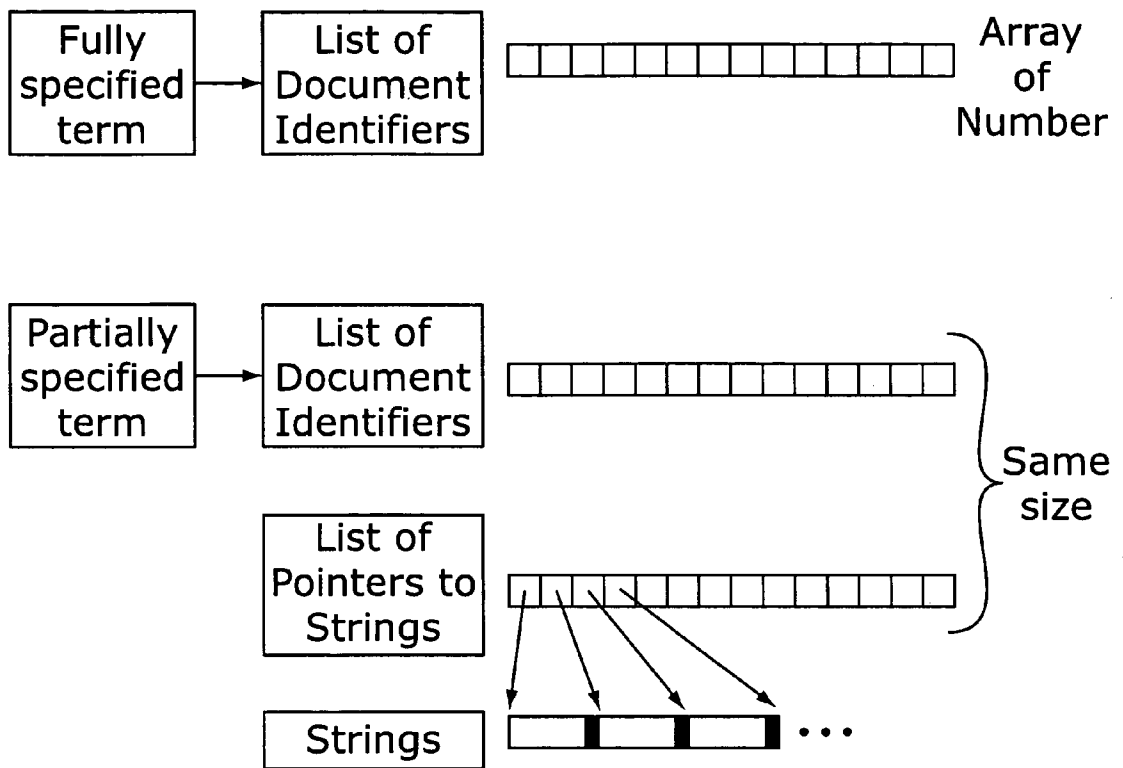 Fully
specified
term
List of
Document
Identifiers
Array
of
Number
Partially
specified
term
List of
Document
Identifiers
Same
size
List of
Pointers to
Strings
Strings